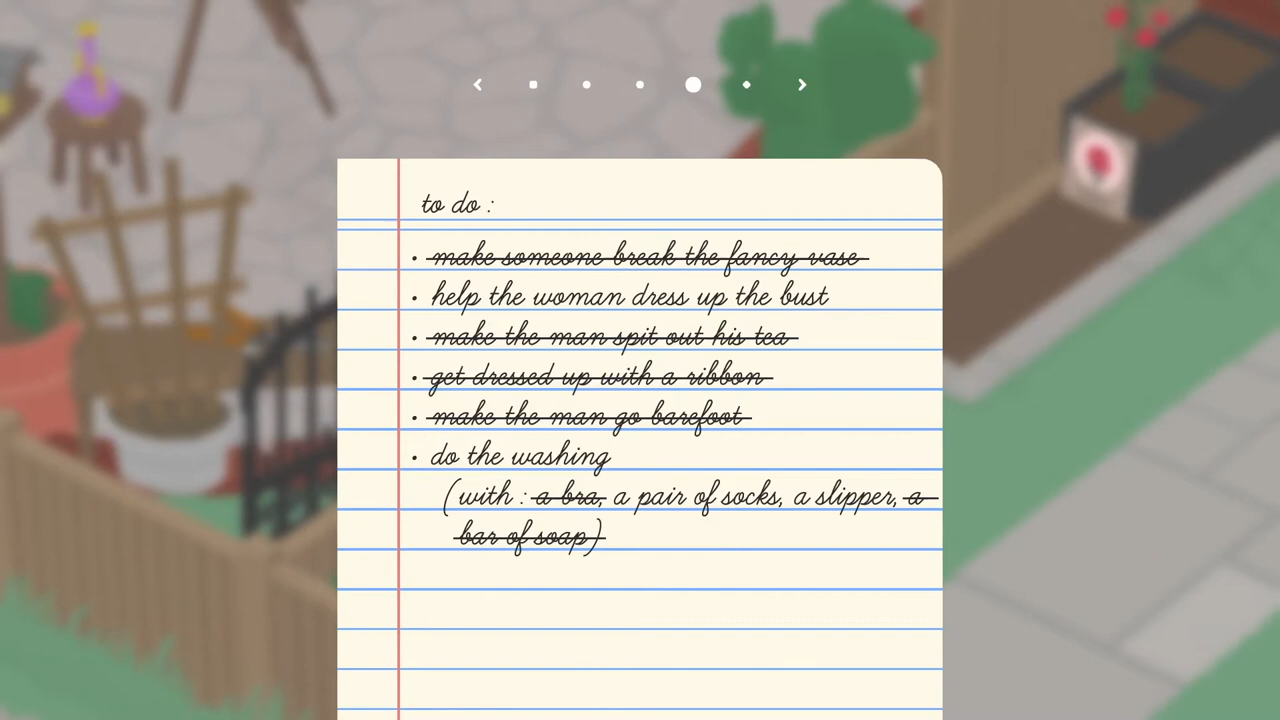 to do :
• make someone break the fancy vase
• help the woman dress up the bust
• make the man spit out his tea
• get dressed up with a ribbon
• make the man go barefoot
• do the washing
(with : a bra, a pair of socks, a slipper, a
bar of soap)